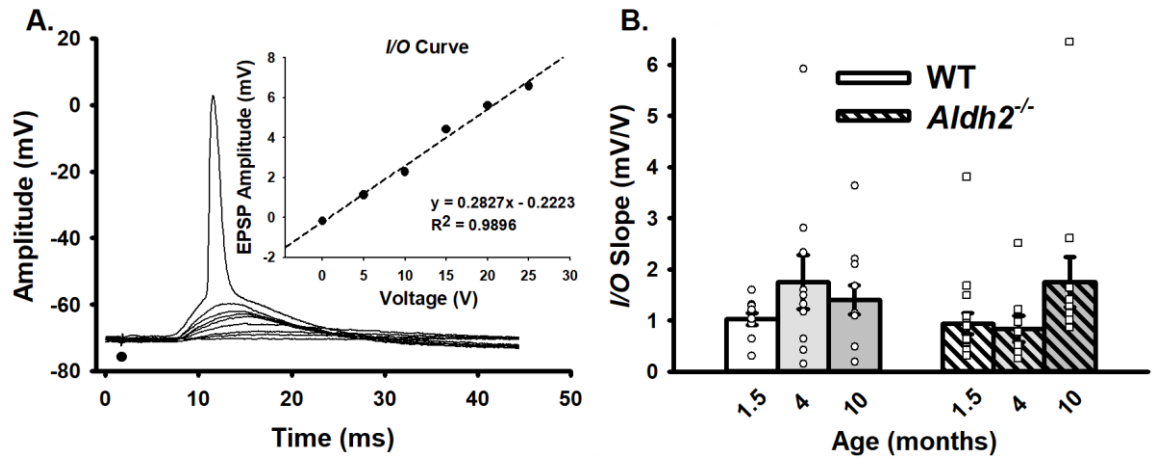 A.
20
0
-20
-40
-60
-80
Amplitude (mV)
0
10
20
30
40
50
Time (ms)
I/O Curve
8
6
4
2
0
-2
EPSP Amplitude (mV)
y = 0.2827x - 0.2223
R2 = 0.9896
0
5
10
15
20
25
30
Voltage (V)
B.
6
5
4
3
2
1
0
I/O Slope (mV/V)
WT
Aldh2-/-
1.5
4
10
1.5
4
10
Age (months)